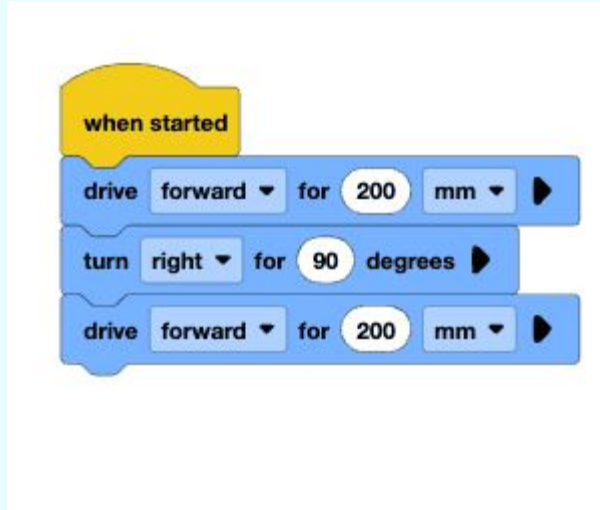 when started
drive forward for 200 mm
turn right for 90 degrees
drive forward for 200 mm